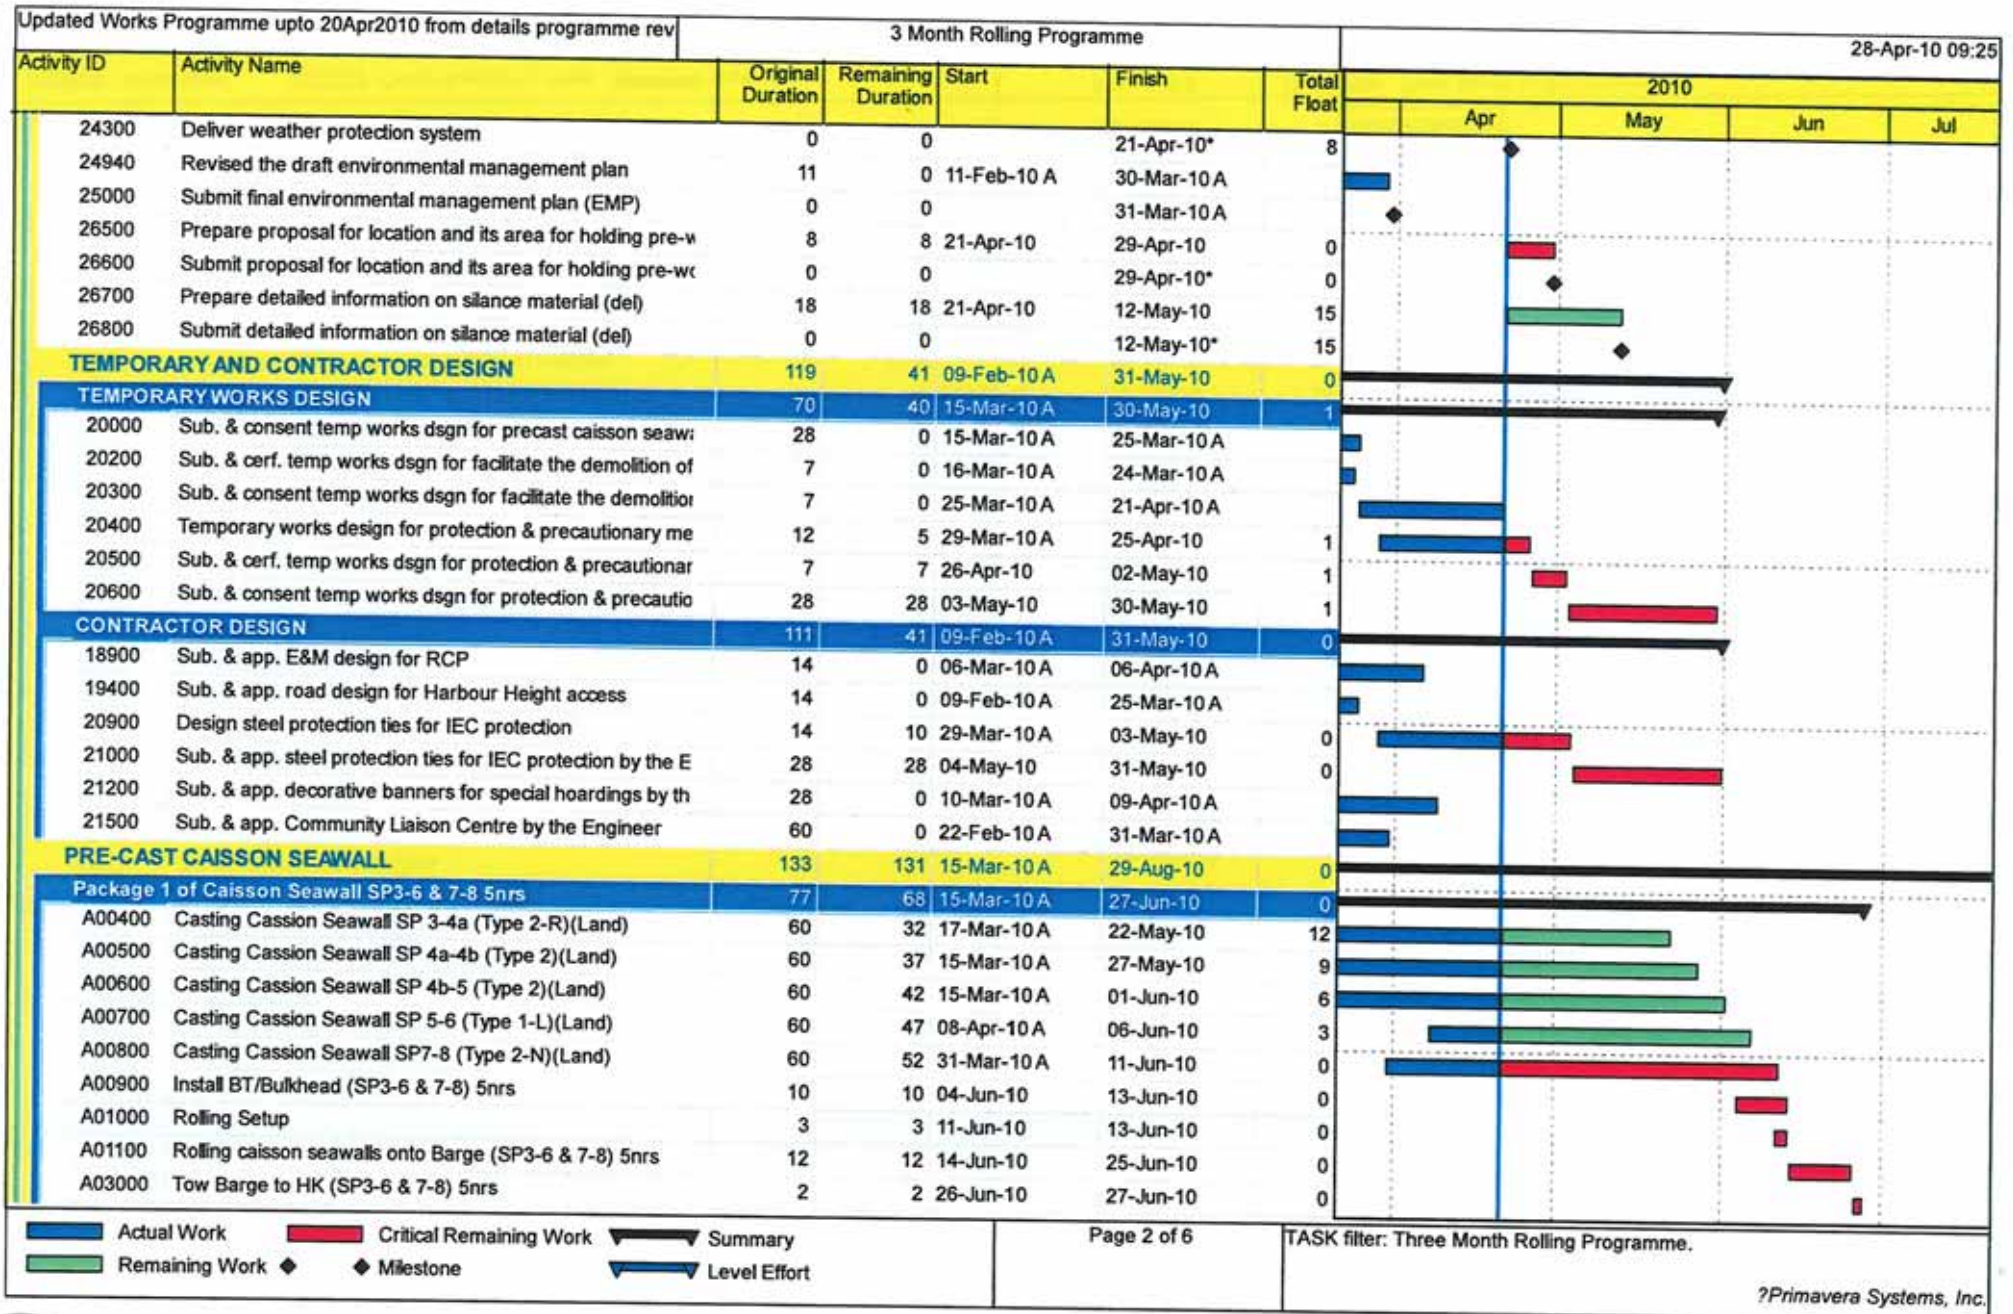 Updated Works Programme upto 20Apr2010 from details programme rev 3 Month Rolling Programme 28-Apr-10 09:25
Activity ID Activity Name Original Duration Remaining Duration Start Finish Total Float 2010
Apr May Jun Jul
24300 Deliver weather protection system 0 0 21-Apr-10* 8
24940 Revised the draft environmental management plan 11 0 11-Feb-10 A 30-Mar-10 A
25000 Submit final environmental management plan (EMP) 0 0 31-Mar-10 A
26500 Prepare proposal for location and its area for holding pre-w 8 8 21-Apr-10 29-Apr-10 0
26600 Submit proposal for location and its area for holding pre-wo 0 0 29-Apr-10* 0
26700 Prepare detailed information on silance material (del) 18 18 21-Apr-10 12-May-10 15
26800 Submit detailed information on silance material (del) 0 0 12-May-10* 15
TEMPORARY AND CONTRACTOR DESIGN 119 41 09-Feb-10 A 31-May-10 0
TEMPORARY WORKS DESIGN 70 40 15-Mar-10 A 30-May-10 1
20000 Sub. & consent temp works dsgn for precast caisson seawa 28 0 15-Mar-10 A 25-Mar-10 A
20200 Sub. & cerf. temp works dsgn for facilitate the demolition of 7 0 16-Mar-10 A 24-Mar-10 A
20300 Sub. & consent temp works dsgn for facilitate the demolition 7 0 25-Mar-10 A 21-Apr-10 A
20400 Temporary works design for protection & precautionary me 12 5 29-Mar-10 A 25-Apr-10 1
20500 Sub. & cerf. temp works dsgn for protection & precautionar 7 7 26-Apr-10 02-May-10 1
20600 Sub. & consent temp works dsgn for protection & precautio 28 28 03-May-10 30-May-10 1
CONTRACTOR DESIGN 111 41 09-Feb-10 A 31-May-10 0
18900 Sub. & app. E&M design for RCP 14 0 06-Mar-10 A 06-Apr-10 A
19400 Sub. & app. road design for Harbour Height access 14 0 09-Feb-10 A 25-Mar-10 A
20900 Design steel protection ties for IEC protection 14 10 29-Mar-10 A 03-May-10 0
21000 Sub. & app. steel protection ties for IEC protection by the E 28 28 04-May-10 31-May-10 0
21200 Sub. & app. decorative banners for special hoardings by th 28 0 10-Mar-10 A 09-Apr-10 A
21500 Sub. & app. Community Liaison Centre by the Engineer 60 0 22-Feb-10 A 31-Mar-10 A
PRE-CAST CAISSON SEAWALL 133 131 15-Mar-10 A 29-Aug-10 0
Package 1 of Caisson Seawall SP3-6 & 7-8 5nrs 77 68 15-Mar-10 A 27-Jun-10 0
A00400 Casting Cassion Seawall SP 3-4a (Type 2-R)(Land) 60 32 17-Mar-10 A 22-May-10 12
A00500 Casting Cassion Seawall SP 4a-4b (Type 2)(Land) 60 37 15-Mar-10 A 27-May-10 9
A00600 Casting Cassion Seawall SP 4b-5 (Type 2)(Land) 60 42 15-Mar-10 A 01-Jun-10 6
A00700 Casting Cassion Seawall SP 5-6 (Type 1-L)(Land) 60 47 08-Apr-10 A 06-Jun-10 3
A00800 Casting Cassion Seawall SP7-8 (Type 2-N)(Land) 60 52 31-Mar-10 A 11-Jun-10 0
A00900 Install BT/Bulkhead (SP3-6 & 7-8) 5nrs 10 10 04-Jun-10 13-Jun-10 0
A01000 Rolling Setup 3 3 11-Jun-10 13-Jun-10 0
A01100 Rolling caisson seawalls onto Barge (SP3-6 & 7-8) 5nrs 12 12 14-Jun-10 25-Jun-10 0
A03000 Tow Barge to HK (SP3-6 & 7-8) 5nrs 2 2 26-Jun-10 27-Jun-10 0
Actual Work Critical Remaining Work Summary Page 2 of 6 TASK filter: Three Month Rolling Programme.
Remaining Work Milestone Level Effort
?Primavera Systems, Inc.